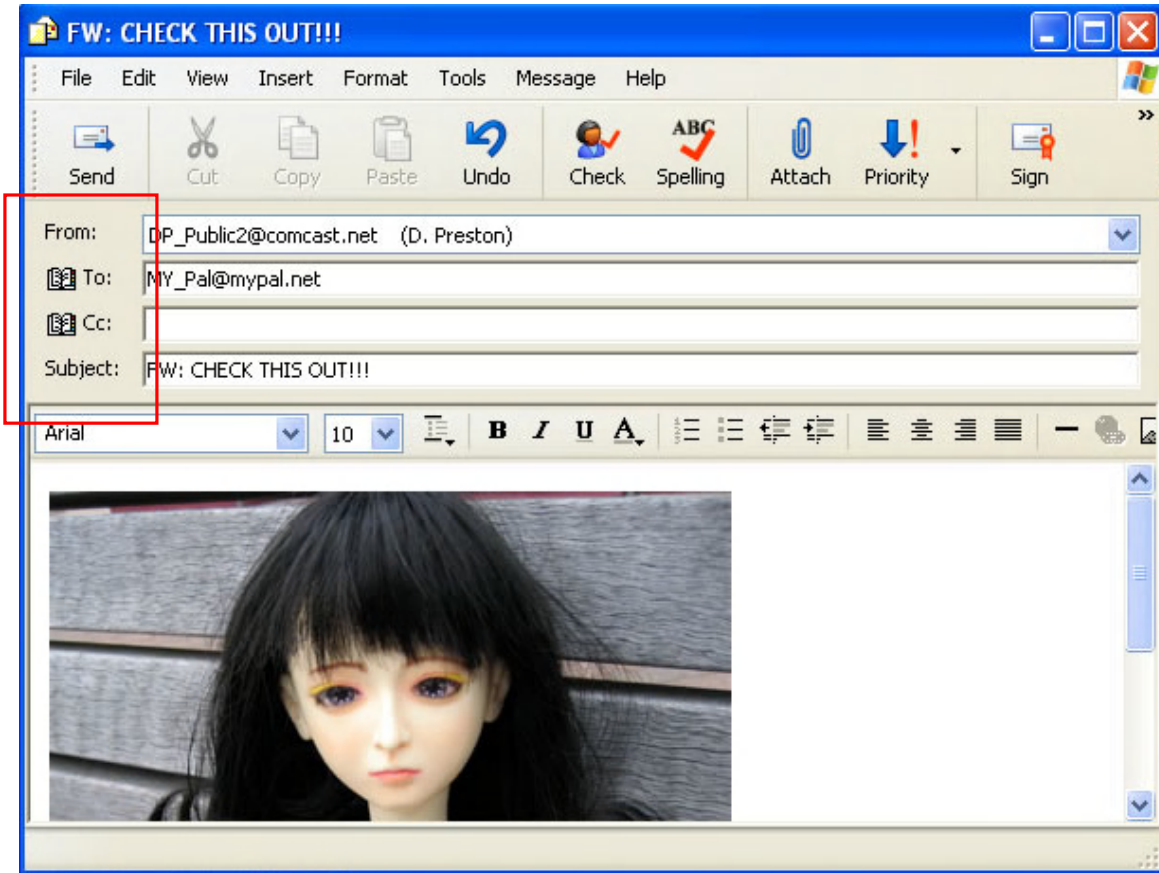 FW: CHECK THIS OUT!!!
File Edit View Insert Format Tools Message Help
ABC
Send Cut Copy Paste Undo Check Spelling Attach Priority Sign
From: DP_Public2@comcast.net (D. Preston)
To: MY_Pal@mypal.net
Cc:
Subject: FW: CHECK THIS OUT!!!
Arial 10 B I U A